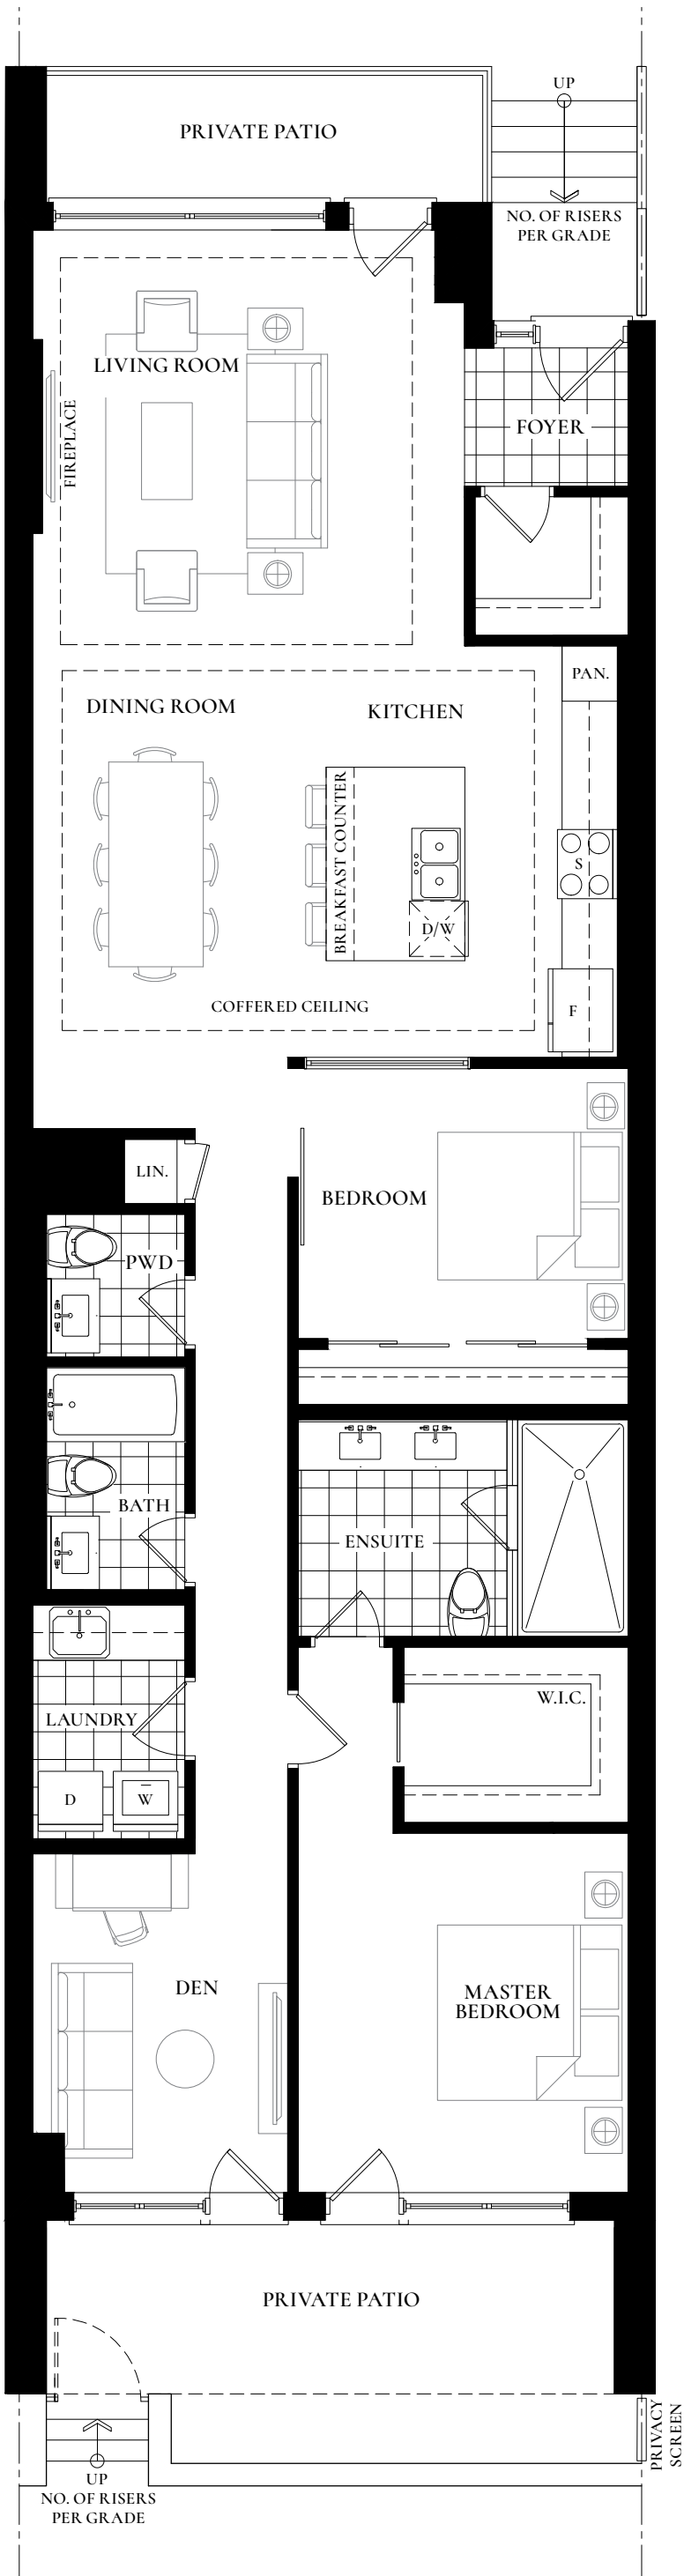 UP
PRIVATE PATIO
NO. OF RISERS
PER GRADE
LIVING ROOM
FIREPLACE
FOYER
PAN.
DINING ROOM
KITCHEN
BREAKFAST COUNTER
S
D/W
COFFERED CEILING
F
LIN.
BEDROOM
PWD
BATH
ENSUITE
W.I.C.
LAUNDRY
D
W
DEN
MASTER
BEDROOM
PRIVATE PATIO
PRIVACY
SCREEN
UP
NO. OF RISERS
PER GRADE